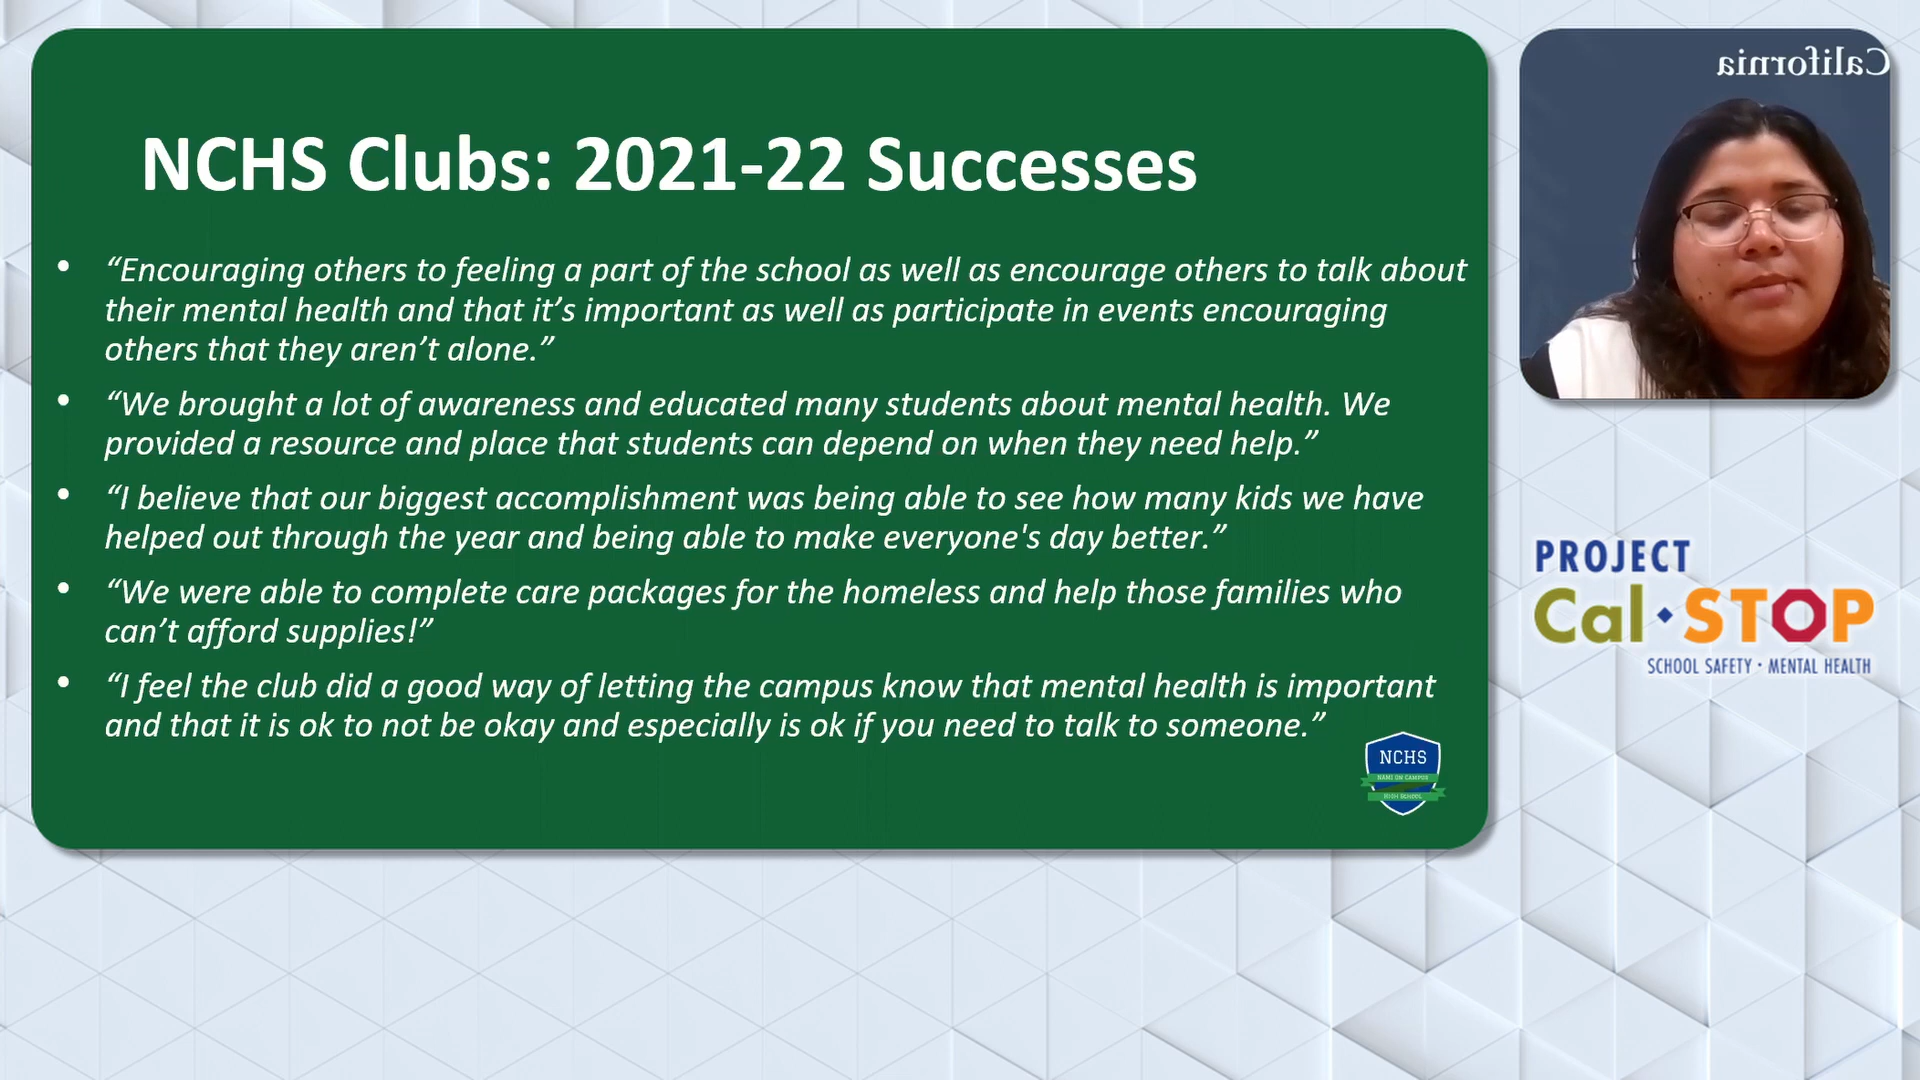 NCHS Clubs: 2021-22 Successes
• “Encouraging others to feeling a part of the school as well as encourage others to talk about
their mental health and that it’s important as well as participate in events encouraging
others that they aren’t alone.”
• “We brought a lot of awareness and educated many students about mental health. We
provided a resource and place that students can depend on when they need help.”
• “I believe that our biggest accomplishment was being able to see how many kids we have
helped out through the year and being able to make everyone's day better.”
• “We were able to complete care packages for the homeless and help those families who
can’t afford supplies!”
• “I feel the club did a good way of letting the campus know that mental health is important
and that it is ok to not be okay and especially is ok if you need to talk to someone.”
NCHS
NAMI ON CAMPUS
HIGH SCHOOL
California
PROJECT
Cal•STOP
SCHOOL SAFETY • MENTAL HEALTH